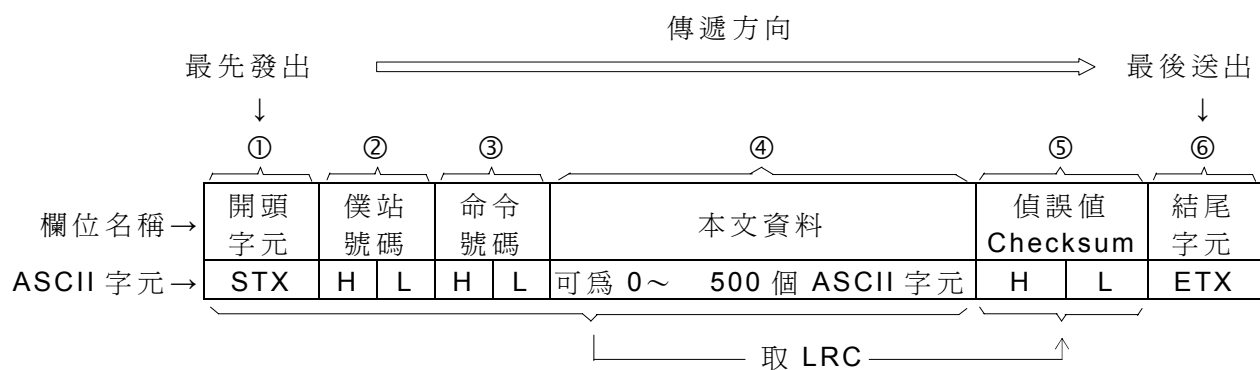 傳遞方向
最先發出 最後送出
↓ ↓
① ② ③ ④ ⑤ ⑥
欄位名稱→ 開頭字元 僕站號碼 命令號碼 本文資料 偵誤值 Checksum 結尾字元
ASCII 字元→ STX H L H L 可爲 0～ 500 個 ASCII 字元 H L ETX
取 LRC